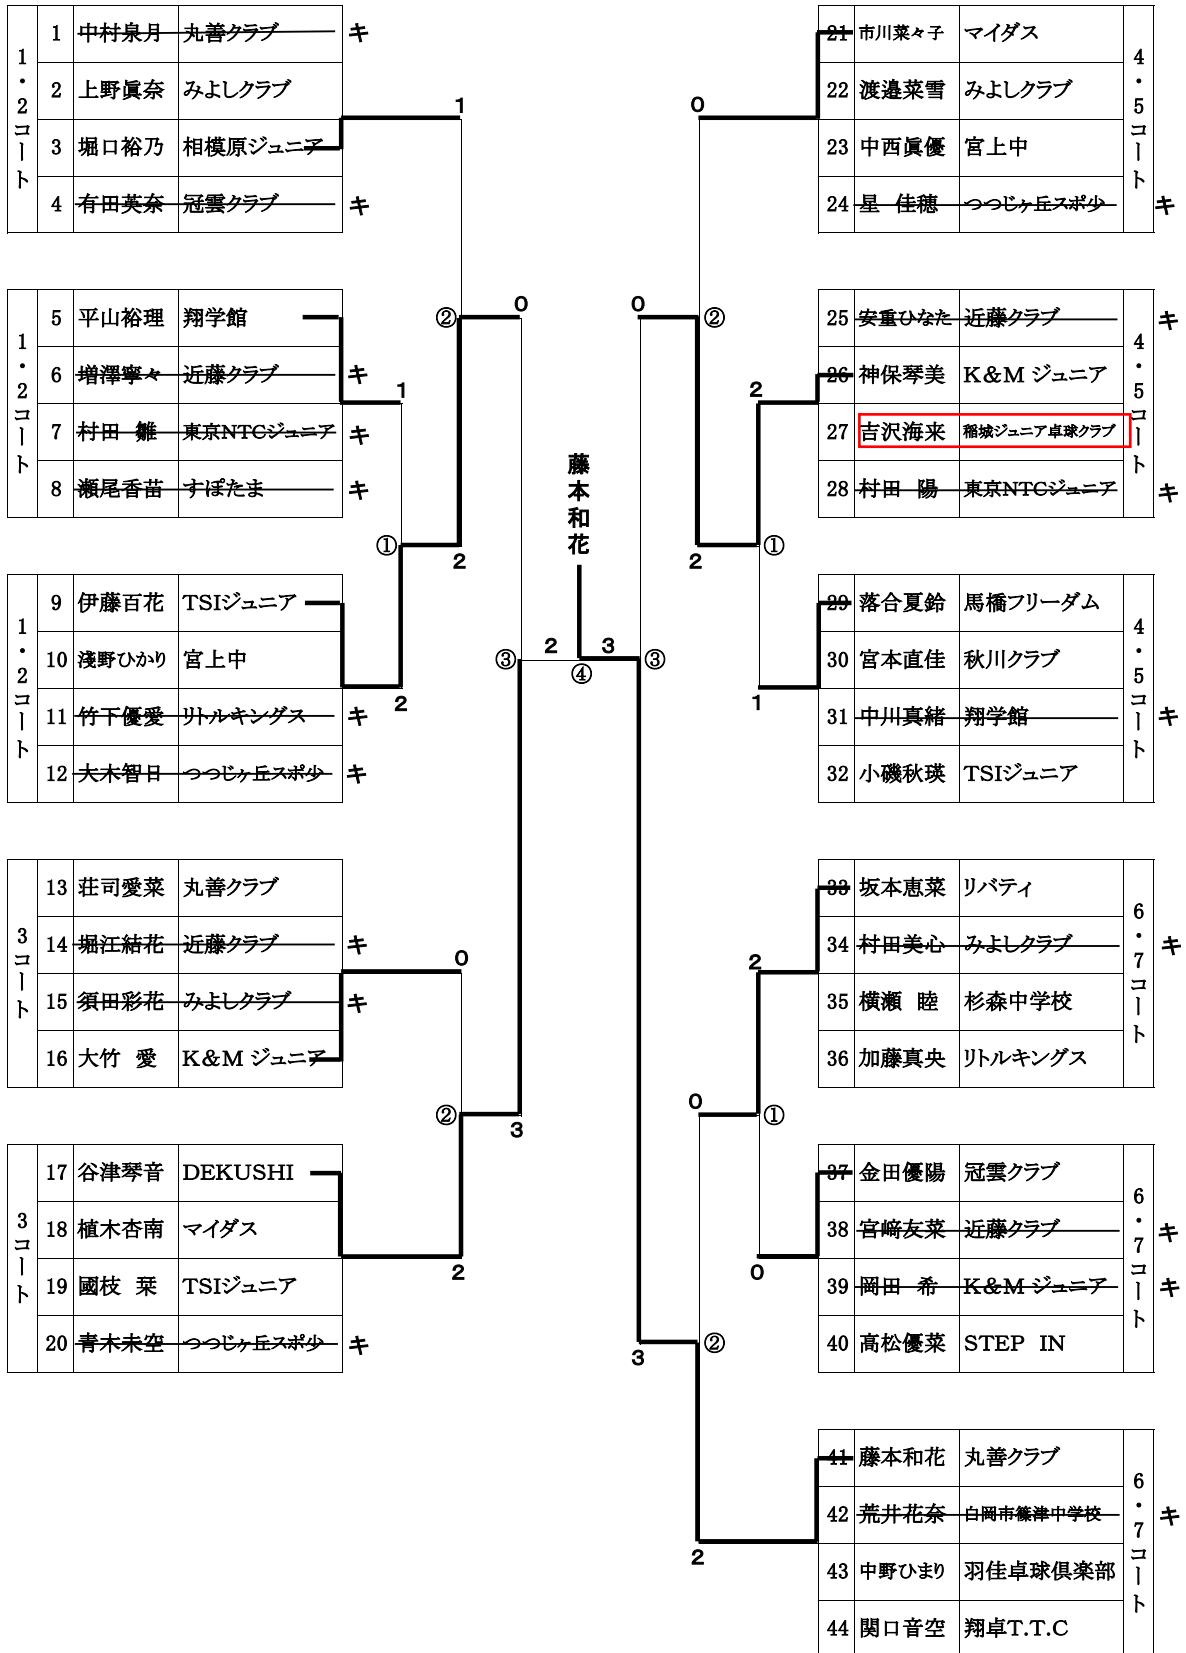 1・2コート
1 中村泉月 丸善クラブ キ
2 上野眞奈 みよしクラブ
3 堀口裕乃 相模原ジュニア
4 有田英奈 冠雲クラブ キ
1・2コート
5 平山裕理 翔学館
6 増澤寧々 近藤クラブ キ
7 村田 雛 東京NTCジュニア キ
8 瀬尾香苗 すぽたま キ
1・2コート
9 伊藤百花 TSIジュニア
10 淺野ひかり 宮上中
11 竹下優愛 リトルキングス キ
12 大木智日 つつじヶ丘スポ少 キ
3コート
13 荘司愛菜 丸善クラブ
14 堀江結花 近藤クラブ キ
15 須田彩花 みよしクラブ キ
16 大竹 愛 K&M ジュニア
3コート
17 谷津琴音 DEKUSHI
18 植木杏南 マイダス
19 國枝 栞 TSIジュニア
20 青木未空 つつじヶ丘スポ少 キ
1
② 0
1
① 2
2
0
② 3
2
③ 2
藤本和花
④
3 ③
0
0 ②
2
2 ①
1
2
0 ①
0
3 ②
2
21 市川菜々子 マイダス
22 渡邉菜雪 みよしクラブ
23 中西眞優 宮上中
24 星 佳穂 つつじヶ丘スポ少 キ
4・5コート
25 安重ひなた 近藤クラブ キ
26 神保琴美 K&M ジュニア
27 吉沢海来 稲城ジュニア卓球クラブ
28 村田 陽 東京NTCジュニア キ
4・5コート
29 落合夏鈴 馬橋フリーダム
30 宮本直佳 秋川クラブ
31 中川真緒 翔学館 キ
32 小磯秋瑛 TSIジュニア
4・5コート
33 坂本恵菜 リバティ
34 村田美心 みよしクラブ キ
35 横瀬 睦 杉森中学校
36 加藤真央 リトルキングス
6・7コート
37 金田優陽 冠雲クラブ
38 宮﨑友菜 近藤クラブ キ
39 岡田 希 K&M ジュニア キ
40 高松優菜 STEP IN
6・7コート
41 藤本和花 丸善クラブ
42 荒井花奈 白岡市篠津中学校 キ
43 中野ひまり 羽佳卓球倶楽部
44 関口音空 翔卓T.T.C
6・7コート